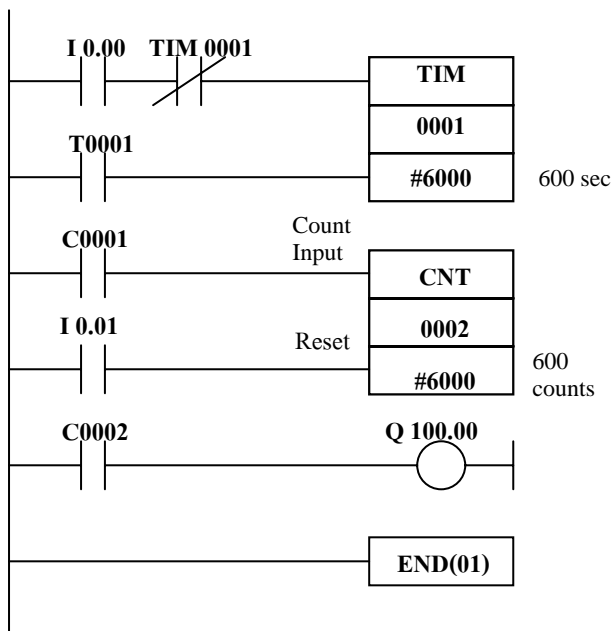 I 0.00 TIM 0001
TIM
0001
T0001
#6000 600 sec
C0001 Count
Input
CNT
0002
I 0.01 Reset
#6000 600
counts
C0002 Q 100.00
END(01)